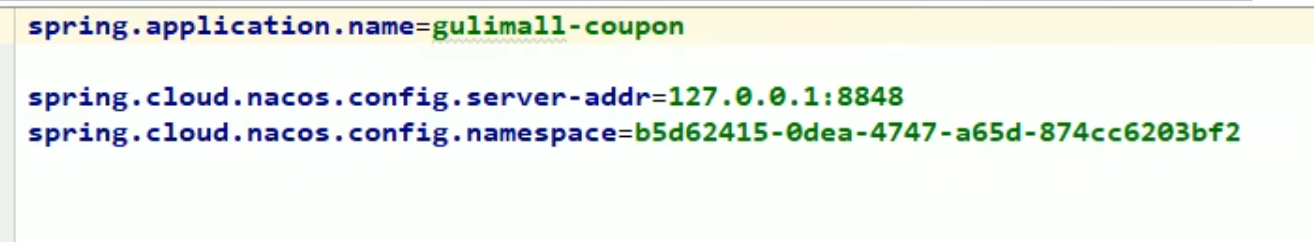 spring.application.name=gulimall-coupon
spring.cloud.nacos.config.server-addr=127.0.0.1:8848
spring.cloud.nacos.config.namespace=b5d62415-0dea-4747-a65d-874cc6203bf2